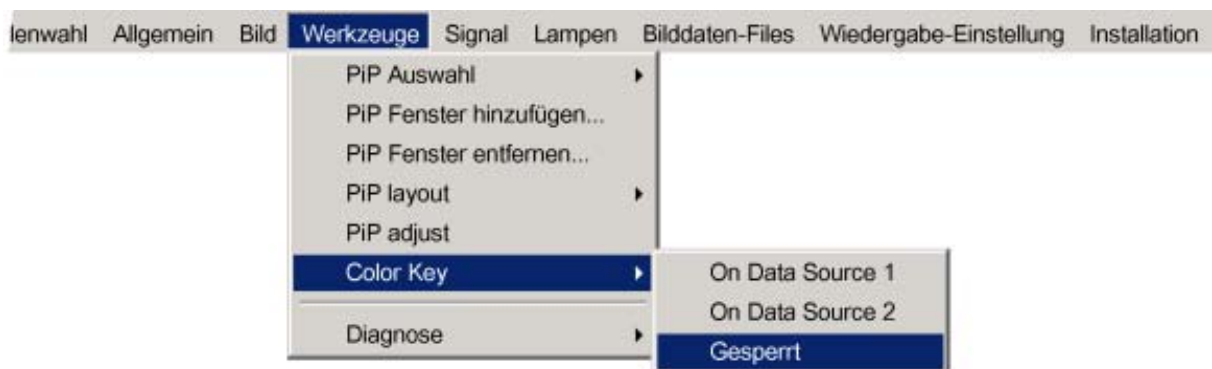 lenwahl Allgemein Bild Werkzeuge Signal Lampen Bilddaten-Files Wiedergabe-Einstellung Installation
PiP Auswahl
PiP Fenster hinzufügen...
PiP Fenster entfernen...
PiP layout
PiP adjust
Color Key
On Data Source 1
On Data Source 2
Diagnose
Gesperrt